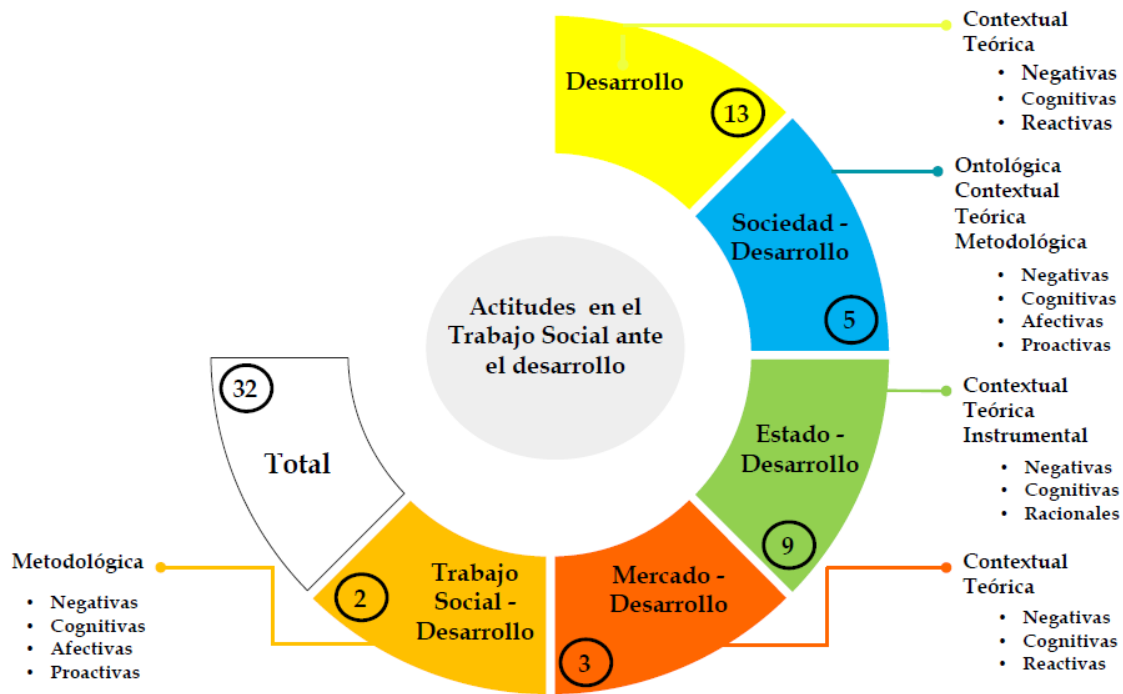 Desarrollo
13
Contextual
Teórica
• Negativas
• Cognitivas
• Reactivas
Sociedad -
Desarrollo
5
Ontológica
Contextual
Teórica
Metodológica
• Negativas
• Cognitivas
• Afectivas
• Proactivas
Actitudes en el
Trabajo Social ante
el desarrollo
Estado -
Desarrollo
9
Contextual
Teórica
Instrumental
• Negativas
• Cognitivas
• Racionales
Mercado -
Desarrollo
3
Contextual
Teórica
• Negativas
• Cognitivas
• Reactivas
Trabajo
Social -
Desarrollo
2
Metodológica
• Negativas
• Cognitivas
• Afectivas
• Proactivas
32
Total